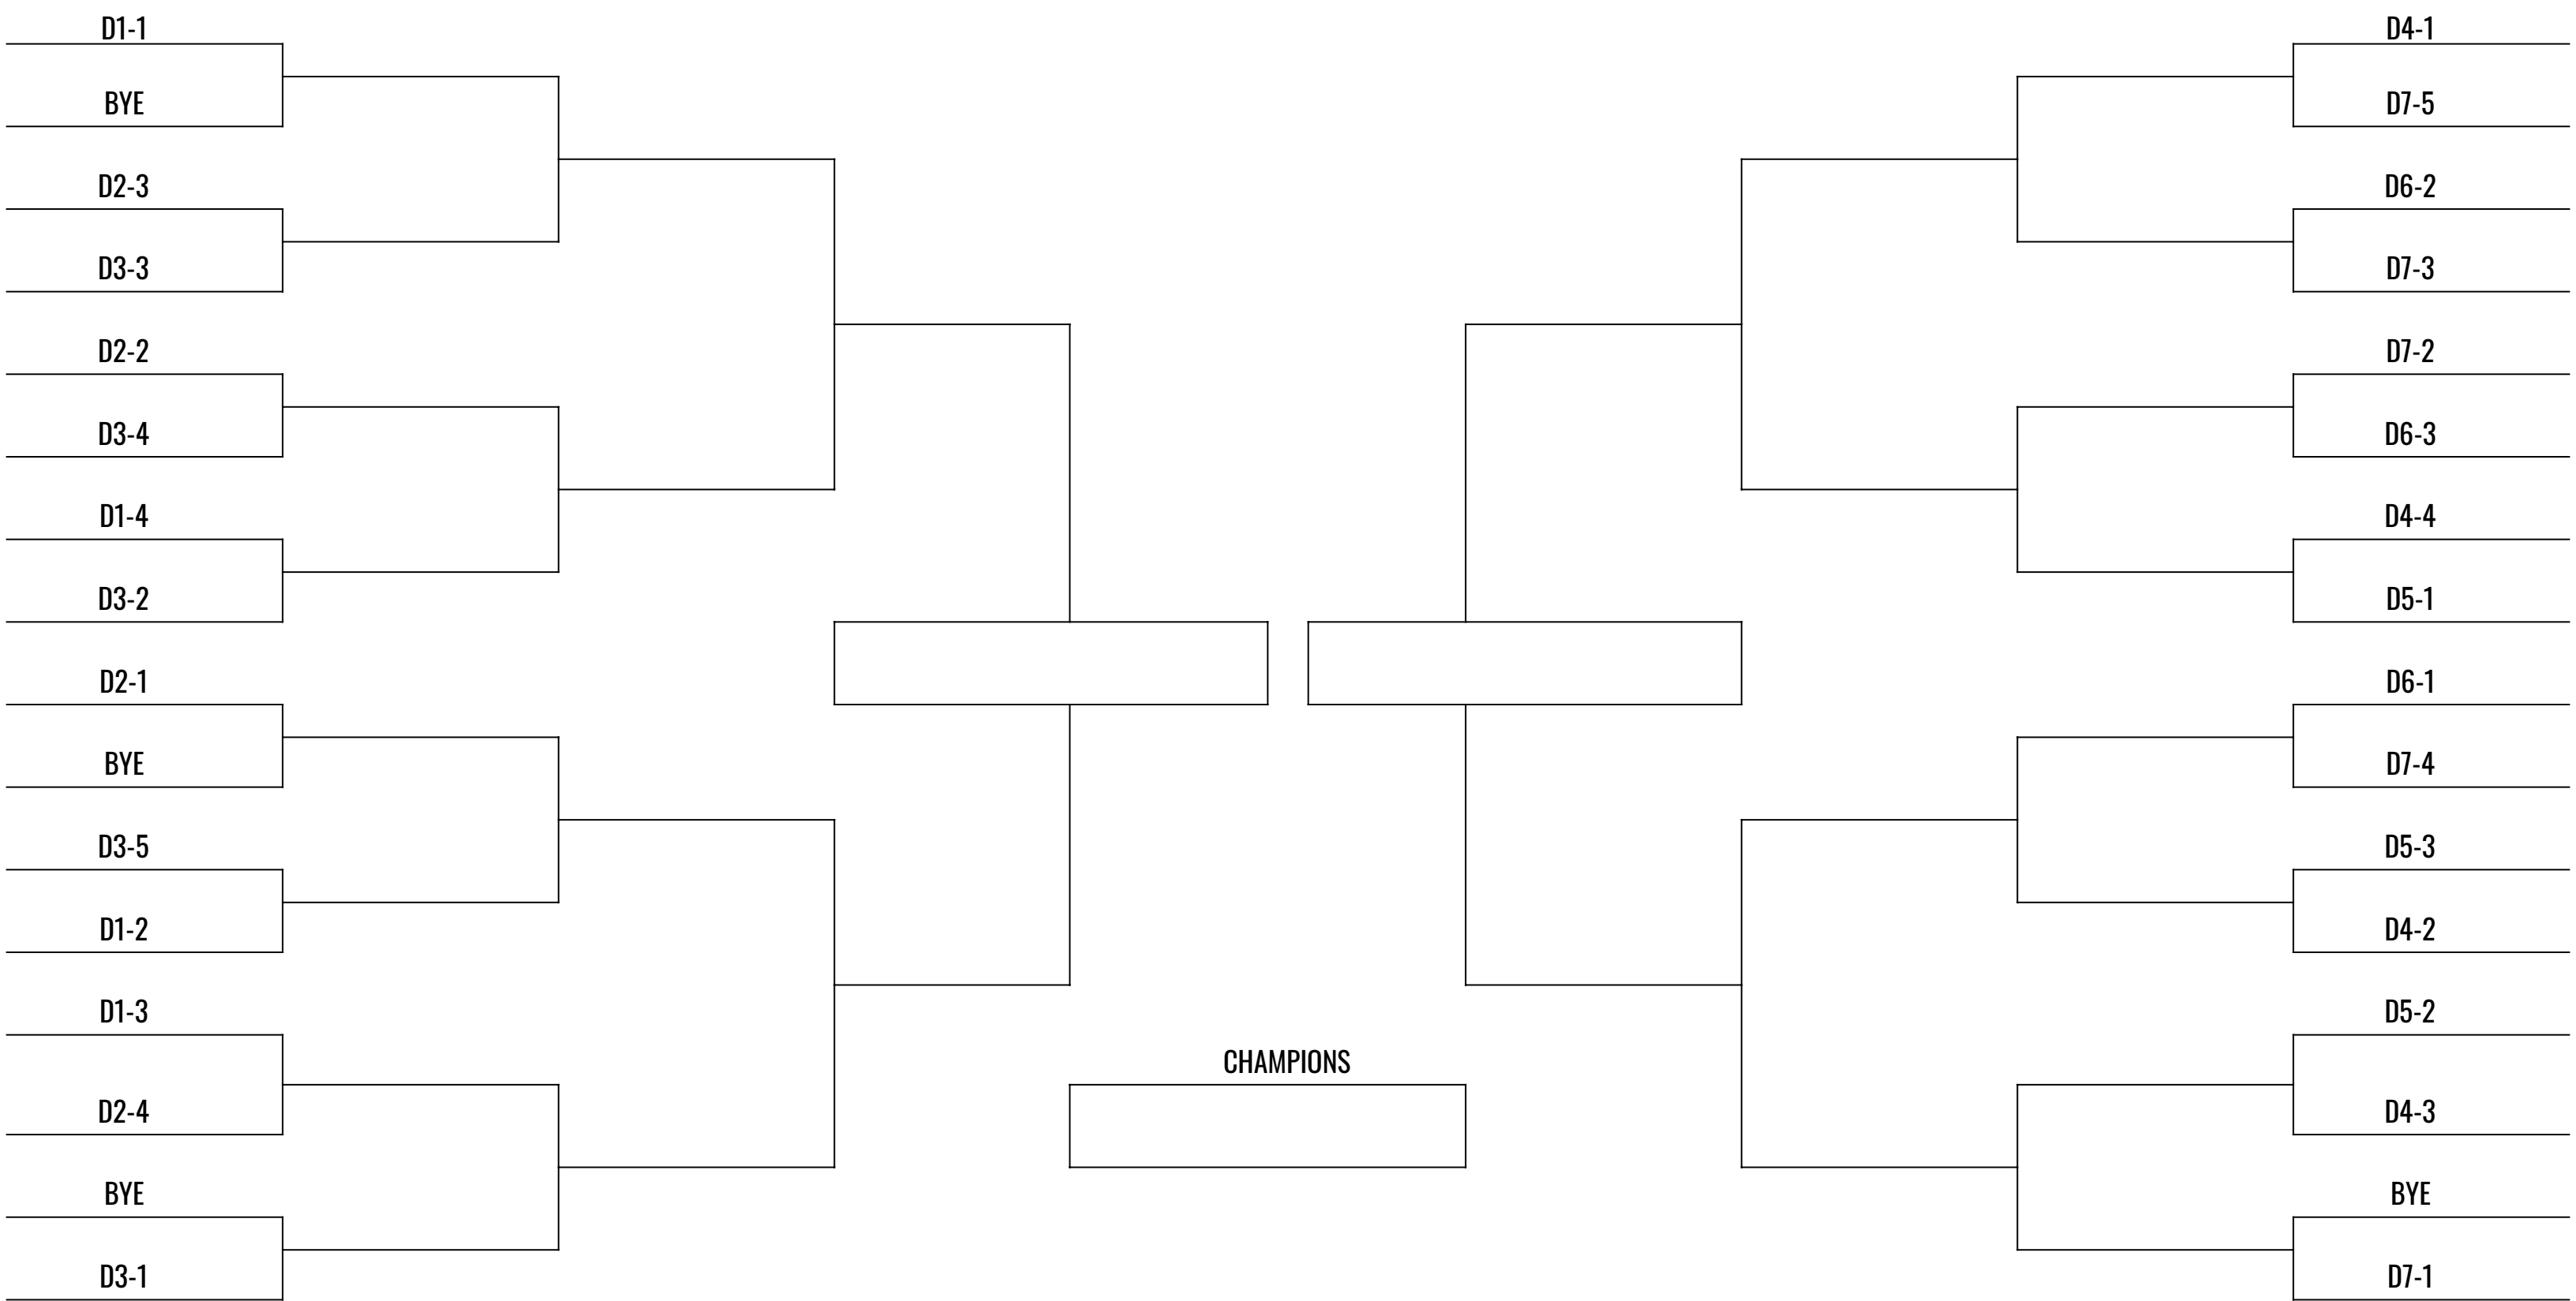 D1-1
BYE
D2-3
D3-3
D2-2
D3-4
D1-4
D3-2
D2-1
BYE
D3-5
D1-2
D1-3
D2-4
BYE
D3-1
CHAMPIONS
D4-1
D7-5
D6-2
D7-3
D7-2
D6-3
D4-4
D5-1
D6-1
D7-4
D5-3
D4-2
D5-2
D4-3
BYE
D7-1